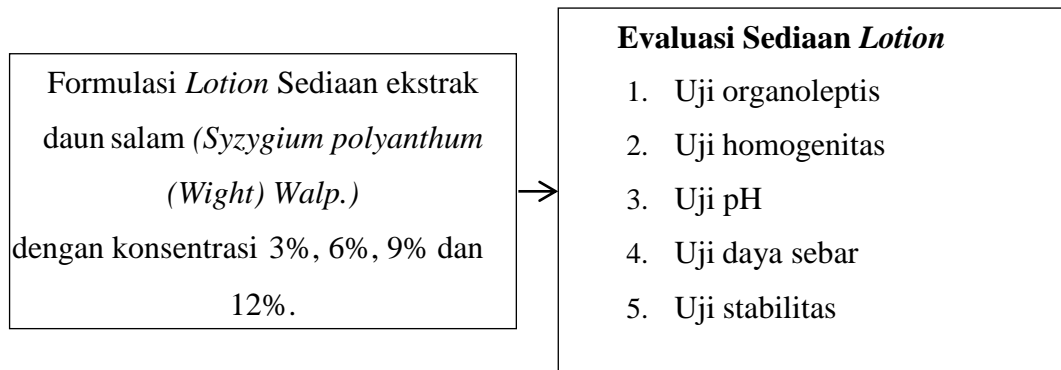 Formulasi Lotion Sediaan ekstrak
daun salam (Syzygium polyanthum
(Wight) Walp.)
dengan konsentrasi 3%, 6%, 9% dan
12%.
Evaluasi Sediaan Lotion
1. Uji organoleptis
2. Uji homogenitas
3. Uji pH
4. Uji daya sebar
5. Uji stabilitas